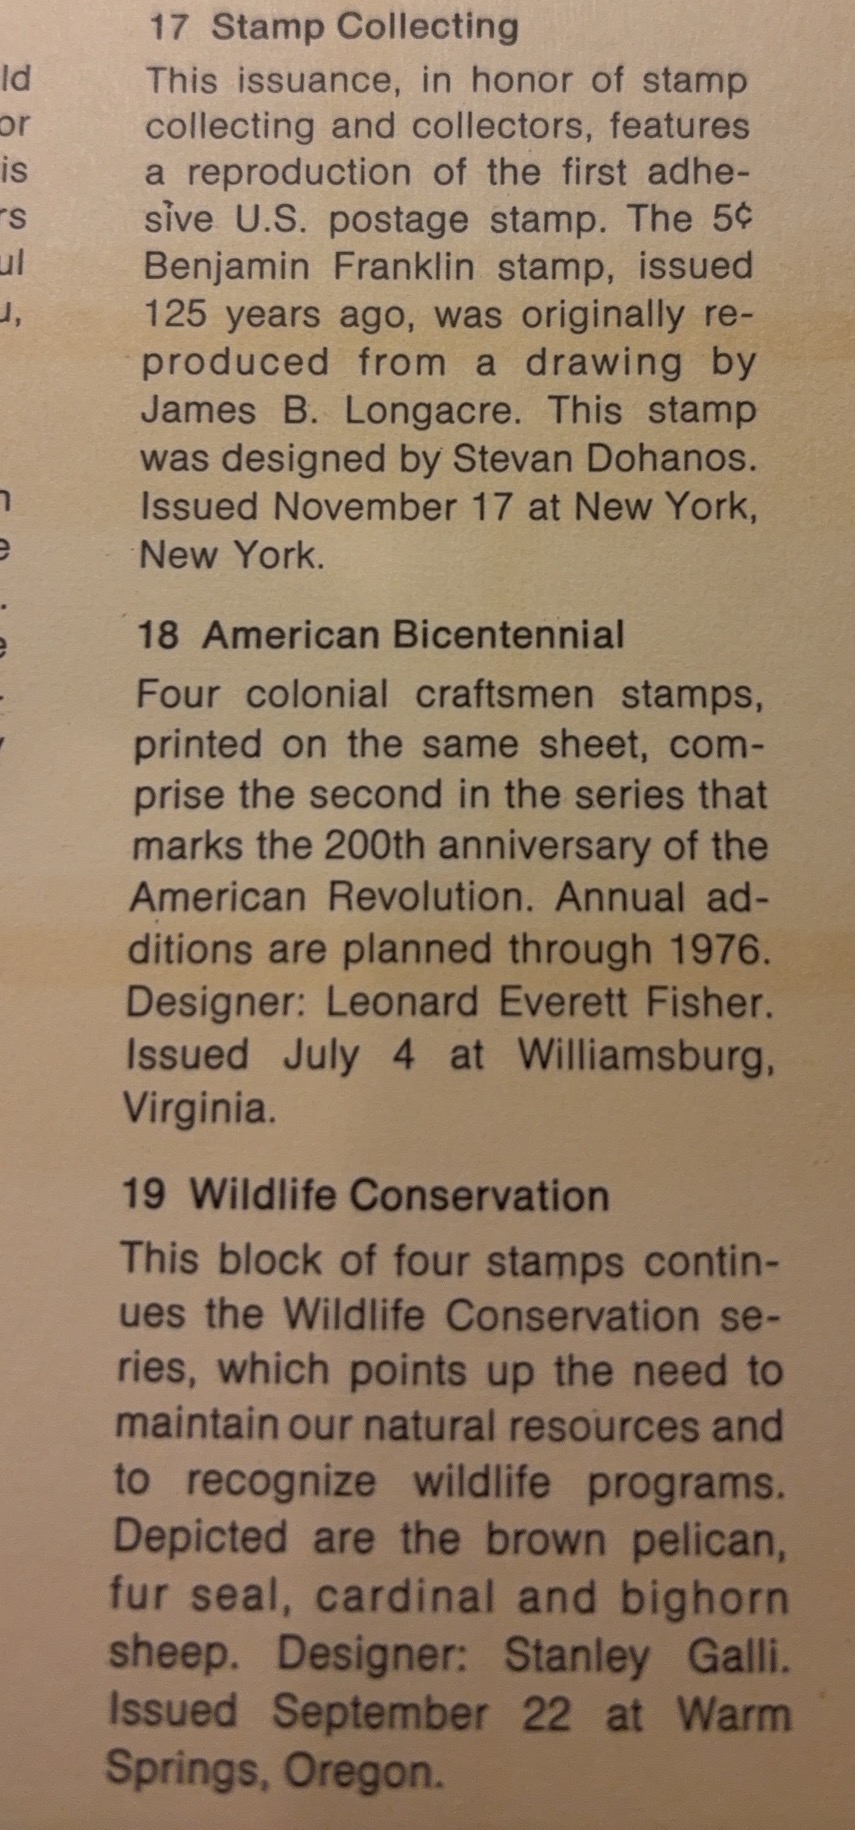 17 Stamp Collecting
This issuance, in honor of stamp
collecting and collectors, features
a reproduction of the first adhe-
sive U.S. postage stamp. The 5¢
Benjamin Franklin stamp, issued
125 years ago, was originally re-
produced from a drawing by
James B. Longacre. This stamp
was designed by Stevan Dohanos.
Issued November 17 at New York,
New York.
18 American Bicentennial
Four colonial craftsmen stamps,
printed on the same sheet, com-
prise the second in the series that
marks the 200th anniversary of the
American Revolution. Annual ad-
ditions are planned through 1976.
Designer: Leonard Everett Fisher.
Issued July 4 at Williamsburg,
Virginia.
19 Wildlife Conservation
This block of four stamps contin-
ues the Wildlife Conservation se-
ries, which points up the need to
maintain our natural resources and
to recognize wildlife programs.
Depicted are the brown pelican,
fur seal, cardinal and bighorn
sheep. Designer: Stanley Galli.
Issued September 22 at Warm
Springs, Oregon.